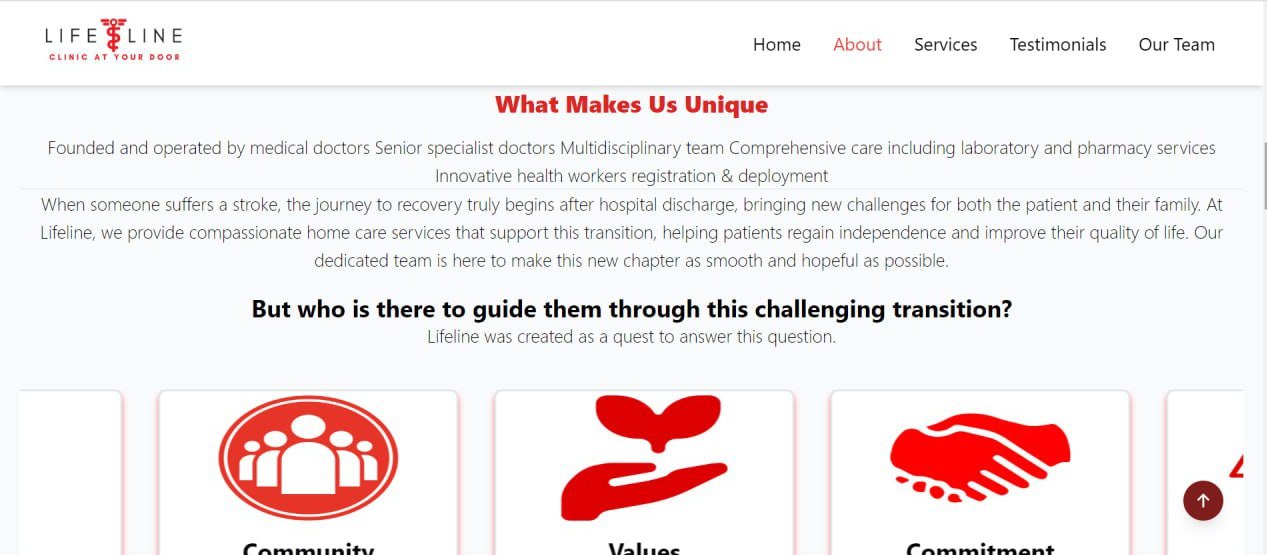 LIFE LINE
CLINIC AT YOUR DOOR
Home About Services Testimonials Our Team
What Makes Us Unique
Founded and operated by medical doctors Senior specialist doctors Multidisciplinary team Comprehensive care including laboratory and pharmacy services
Innovative health workers registration & deployment
When someone suffers a stroke, the journey to recovery truly begins after hospital discharge, bringing new challenges for both the patient and their family. At
Lifeline, we provide compassionate home care services that support this transition, helping patients regain independence and improve their quality of life. Our
dedicated team is here to make this new chapter as smooth and hopeful as possible.
But who is there to guide them through this challenging transition?
Lifeline was created as a quest to answer this question.
Community Values Commitment